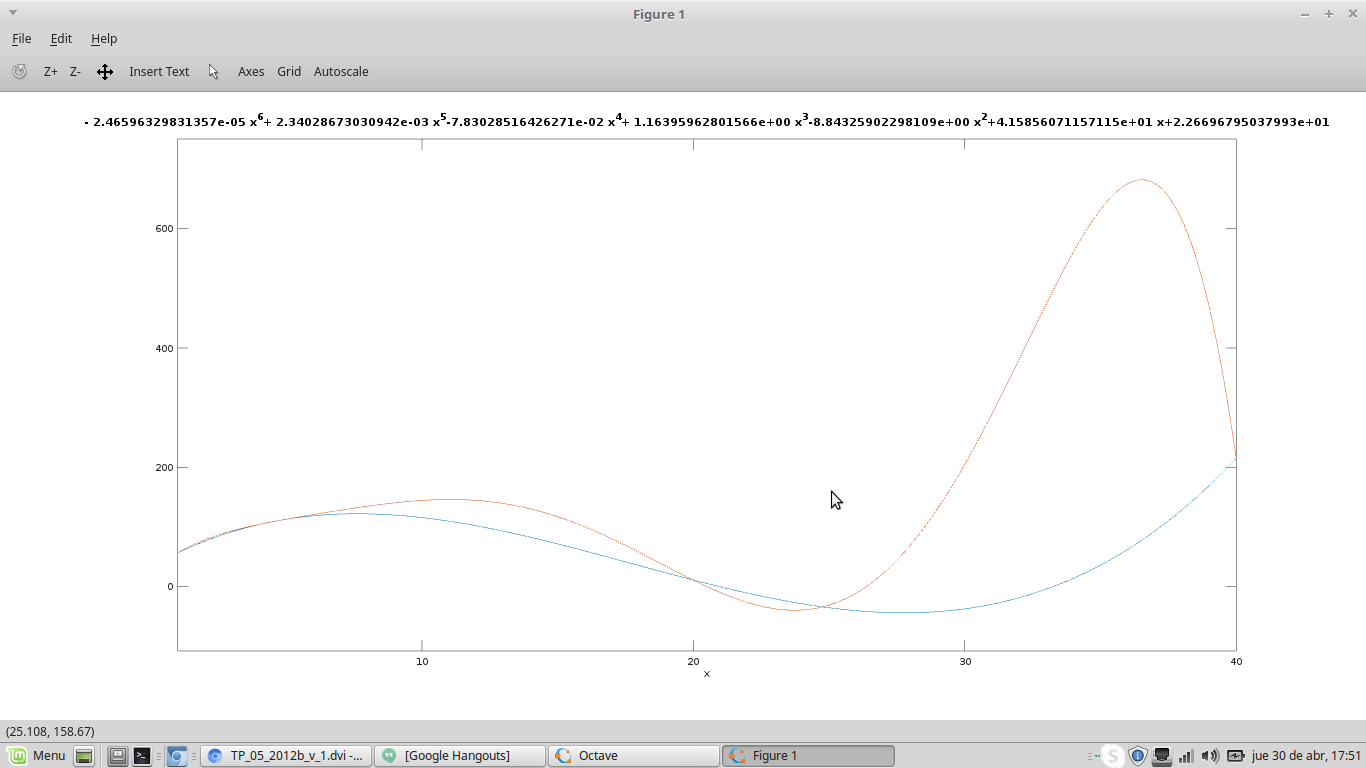 Figure 1
File Edit Help
Z+ Z- Insert Text Axes Grid Autoscale
- 2.46596329831357e-05 x^6+ 2.34028673030942e-03 x^5-7.83028516426271e-02 x^4+ 1.16395962801566e+00 x^3-8.84325902298109e+00 x^2+4.15856071157115e+01 x+2.26696795037993e+01
600
400
200
0
10 20 30 40
x
(25.108, 158.67)
Menu TP_05_2012b_v_1.dvi -... [Google Hangouts] Octave Figure 1 S jue 30 de abr, 17:51